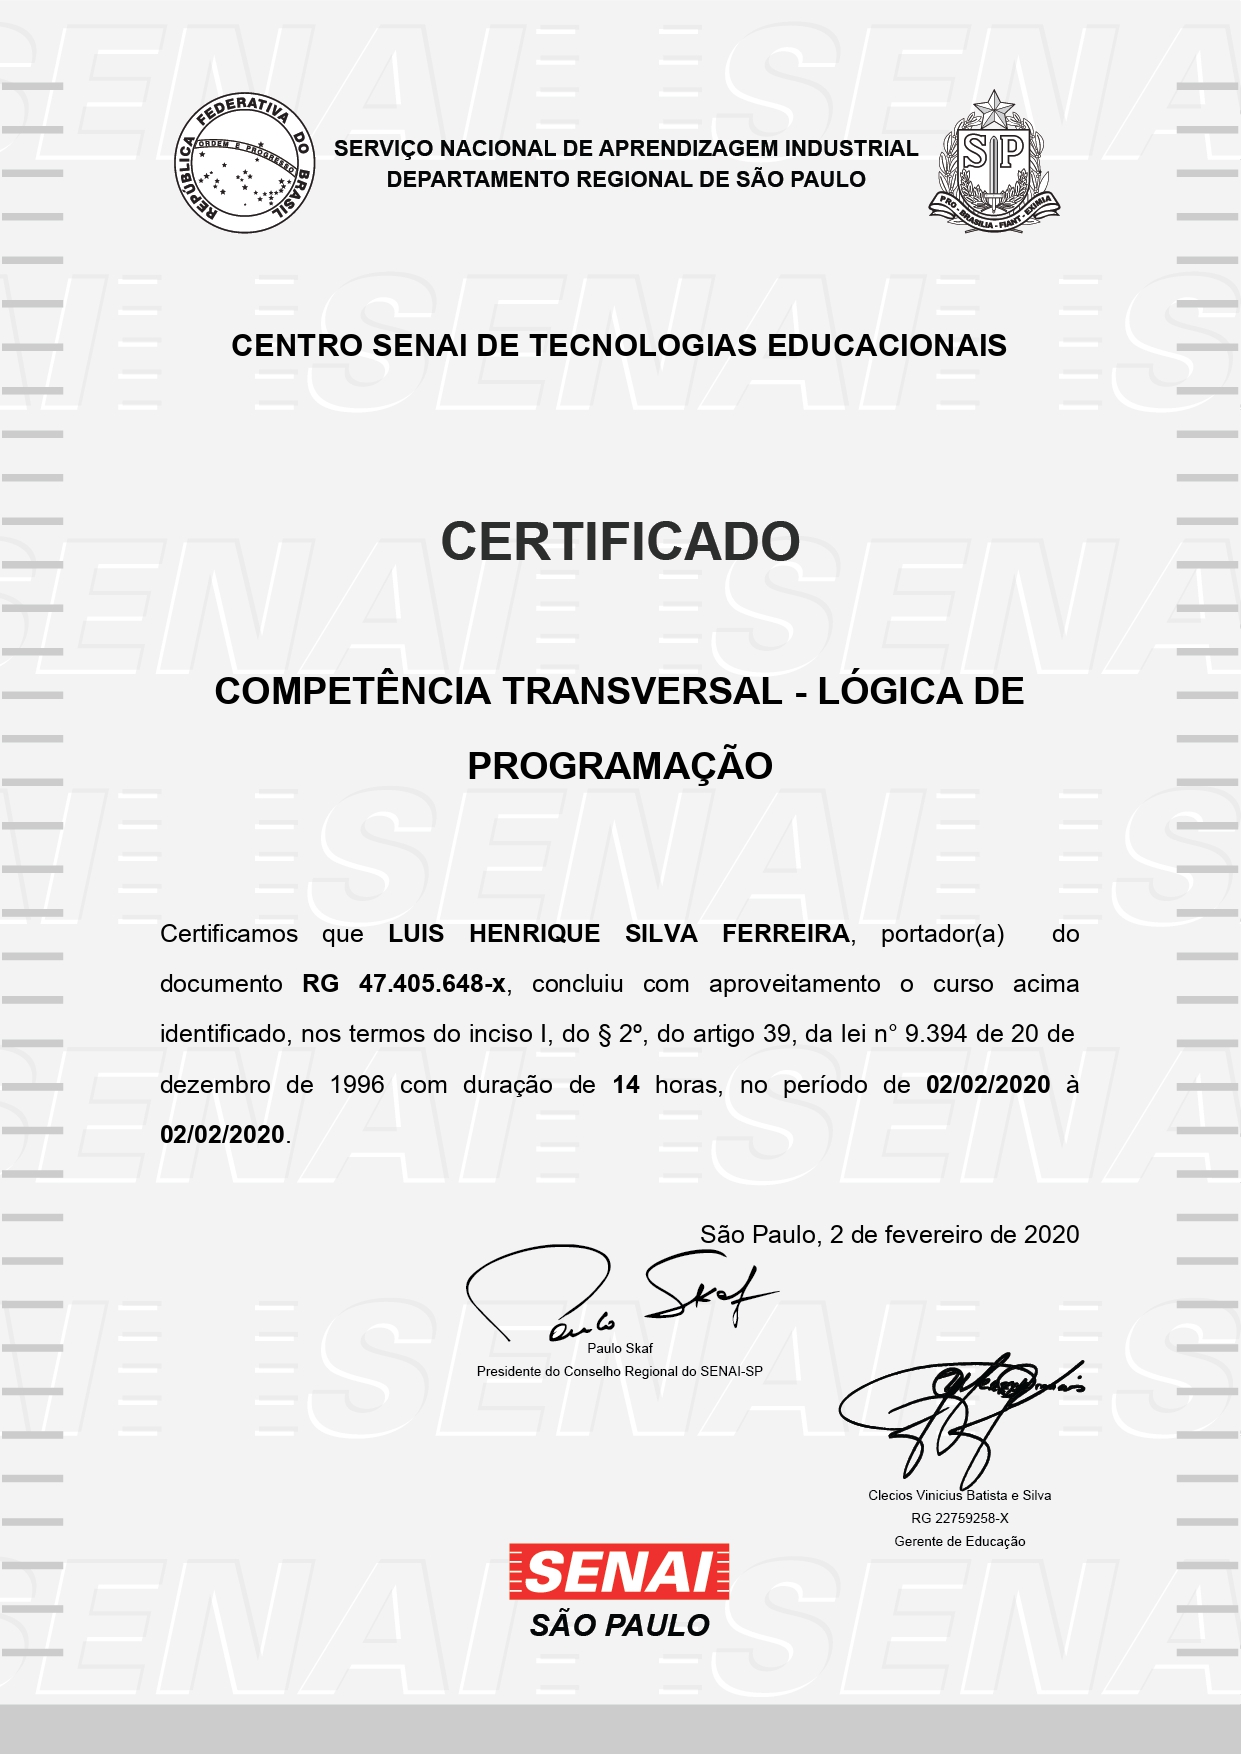 REPÚBLICA FEDERATIVA DO BRASIL
ORDEM E PROGRESSO
SERVIÇO NACIONAL DE APRENDIZAGEM INDUSTRIAL
DEPARTAMENTO REGIONAL DE SÃO PAULO
SP
PRO - BRASILIA - FIANT - EXIMIA
CENTRO SENAI DE TECNOLOGIAS EDUCACIONAIS
CERTIFICADO
COMPETÊNCIA TRANSVERSAL - LÓGICA DE
PROGRAMAÇÃO
Certificamos que LUIS HENRIQUE SILVA FERREIRA, portador(a) do
documento RG 47.405.648-x, concluiu com aproveitamento o curso acima
identificado, nos termos do inciso I, do § 2º, do artigo 39, da lei n° 9.394 de 20 de
dezembro de 1996 com duração de 14 horas, no período de 02/02/2020 à
02/02/2020.
São Paulo, 2 de fevereiro de 2020
Paulo Skaf
Paulo Skaf
Presidente do Conselho Regional do SENAI-SP
Clecios Vinicius Batista e Silva
RG 22759258-X
Gerente de Educação
SENAI
SÃO PAULO